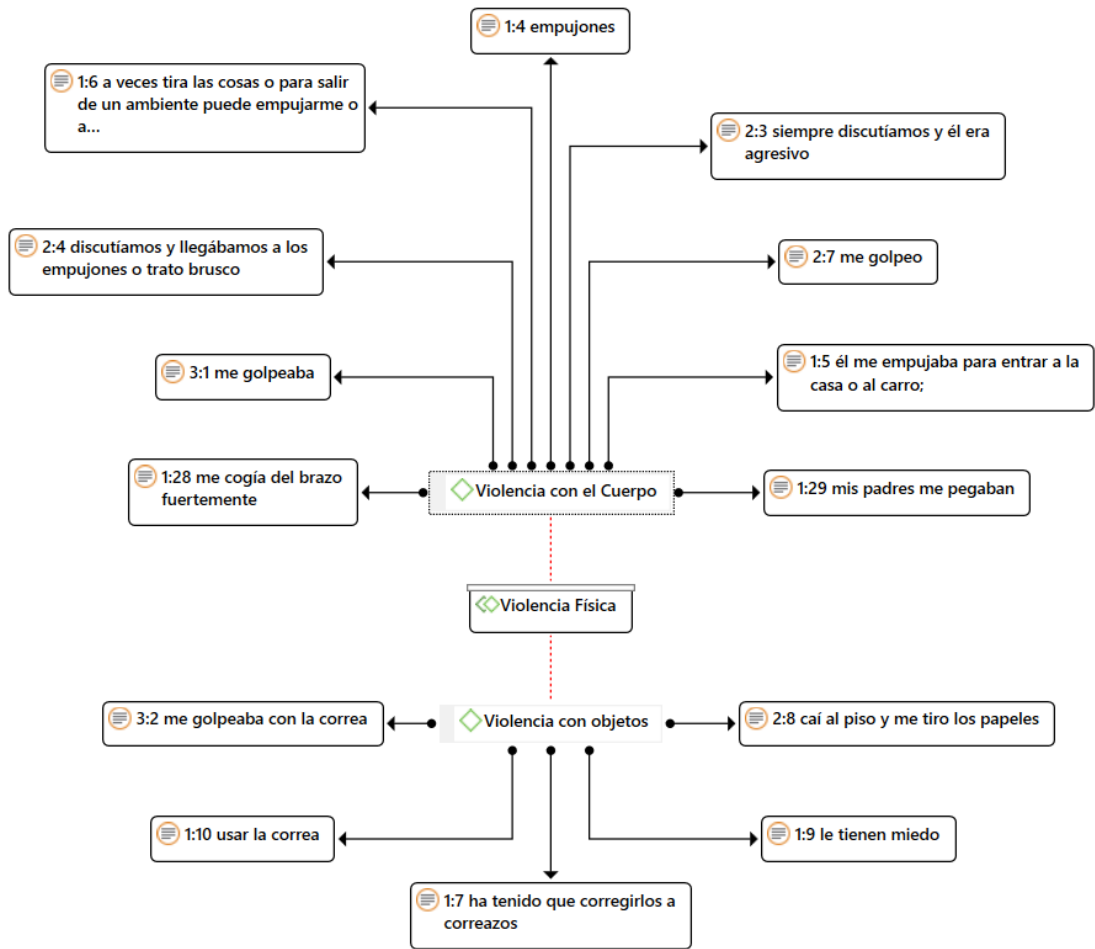 1:4 empujones
1:6 a veces tira las cosas o para salir
de un ambiente puede empujarme o
a...
2:3 siempre discutíamos y él era
agresivo
2:4 discutíamos y llegábamos a los
empujones o trato brusco
2:7 me golpeo
3:1 me golpeaba
1:5 él me empujaba para entrar a la
casa o al carro;
1:28 me cogía del brazo
fuertemente
Violencia con el Cuerpo
1:29 mis padres me pegaban
Violencia Física
3:2 me golpeaba con la correa
Violencia con objetos
2:8 caí al piso y me tiro los papeles
1:10 usar la correa
1:9 le tienen miedo
1:7 ha tenido que corregirlos a
correazos